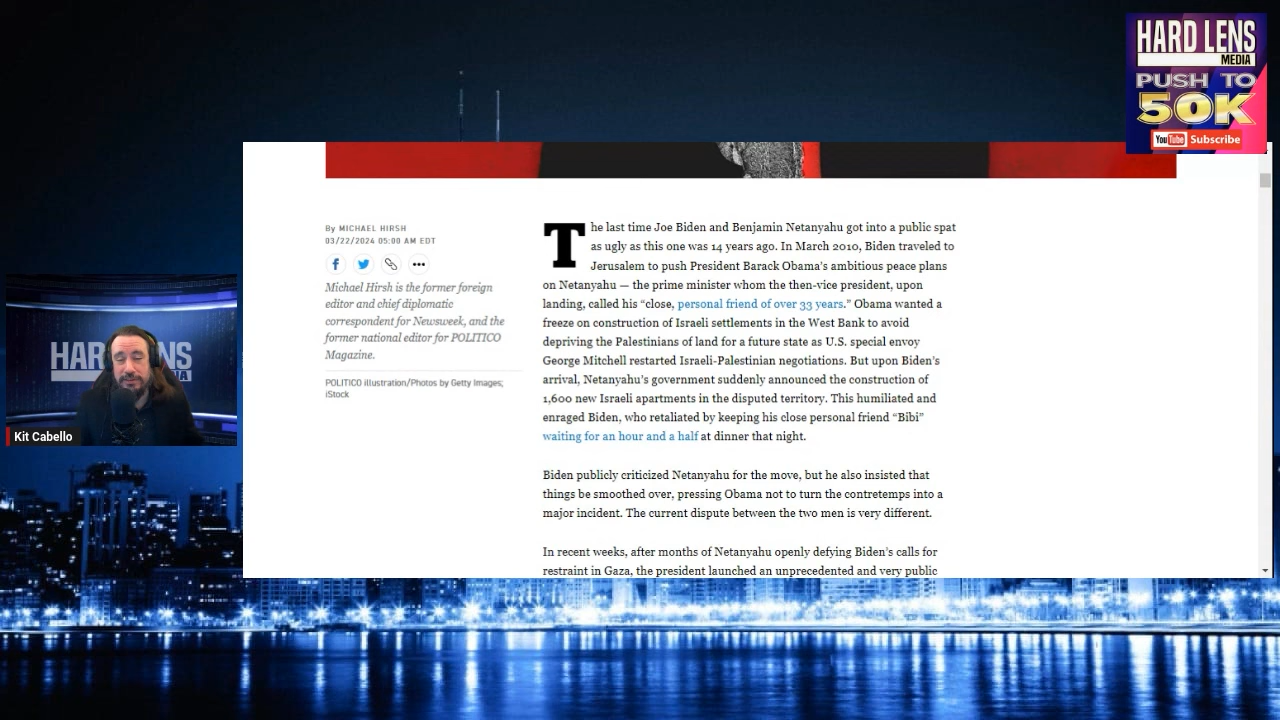 HARD LENS
MEDIA
PUSH TO
50K
YouTube Subscribe
By MICHAEL HIRSH
03/22/2024 05:00 AM EDT
Michael Hirsh is the former foreign
editor and chief diplomatic
correspondent for Newsweek, and the
former national editor for POLITICO
Magazine.
POLITICO illustration/Photos by Getty Images;
iStock
The last time Joe Biden and Benjamin Netanyahu got into a public spat
as ugly as this one was 14 years ago. In March 2010, Biden traveled to
Jerusalem to push President Barack Obama's ambitious peace plans
on Netanyahu — the prime minister whom the then-vice president, upon
landing, called his “close, personal friend of over 33 years.” Obama wanted a
freeze on construction of Israeli settlements in the West Bank to avoid
depriving the Palestinians of land for a future state as U.S. special envoy
George Mitchell restarted Israeli-Palestinian negotiations. But upon Biden's
arrival, Netanyahu's government suddenly announced the construction of
1,600 new Israeli apartments in the disputed territory. This humiliated and
enraged Biden, who retaliated by keeping his close personal friend “Bibi”
waiting for an hour and a half at dinner that night.
Biden publicly criticized Netanyahu for the move, but he also insisted that
things be smoothed over, pressing Obama not to turn the contretemps into a
major incident. The current dispute between the two men is very different.
In recent weeks, after months of Netanyahu openly defying Biden's calls for
restraint in Gaza, the president launched an unprecedented and very public
Kit Cabello